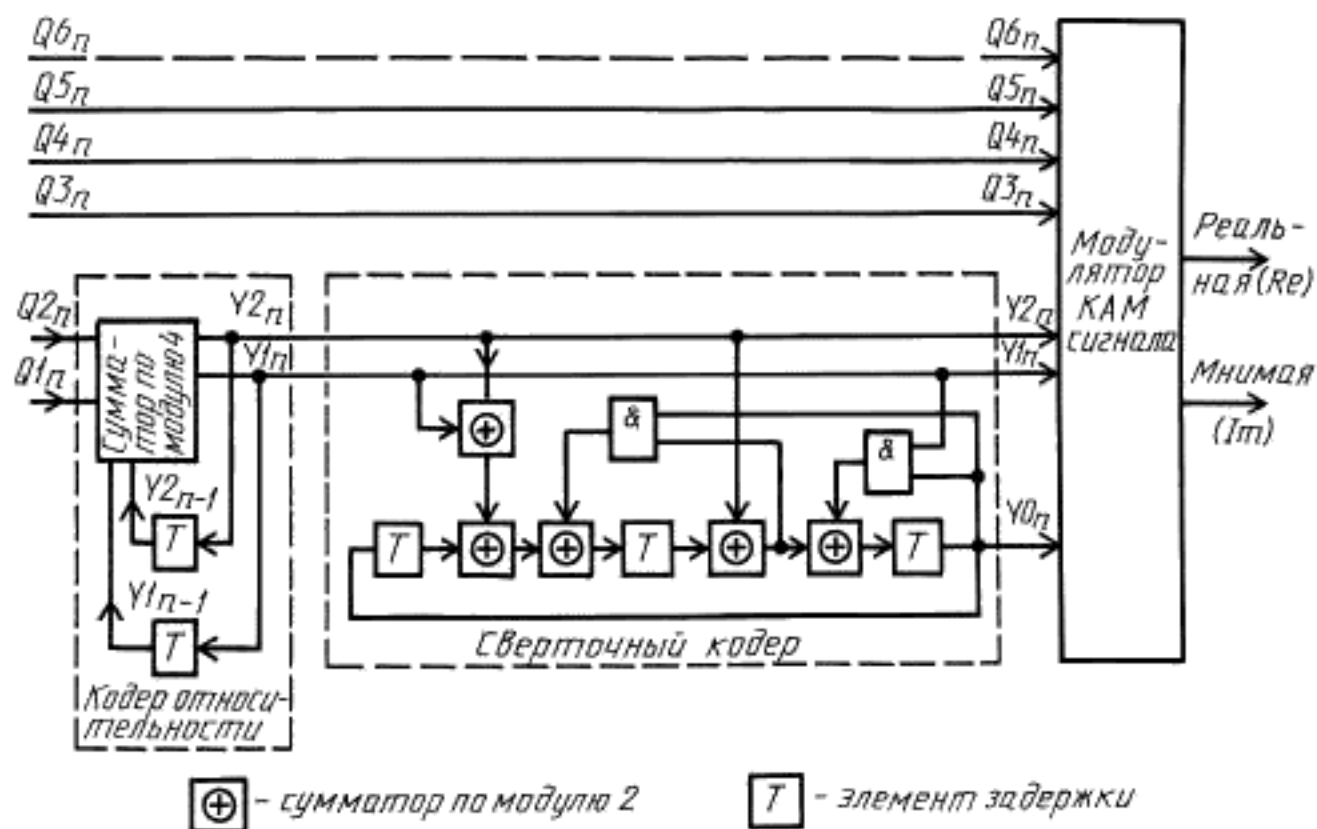 Q6n Q6n
Q5n Q5n
Q4n Q4n
Q3n Q3n
Реаль-
ная (Re)
Моду-
лятор
КАМ
сигнала
Мнимая
(Im)
Q2n Y2n Y2n
Q1n Y1n Y1n
Сумма-
тор по
модулю 4
& &
Y2n-1
T
Y1n-1
T
Кодер относи-
тельности
T T T
Y0n
Сверточный кодер
- сумматор по модулю 2
T - элемент задержки